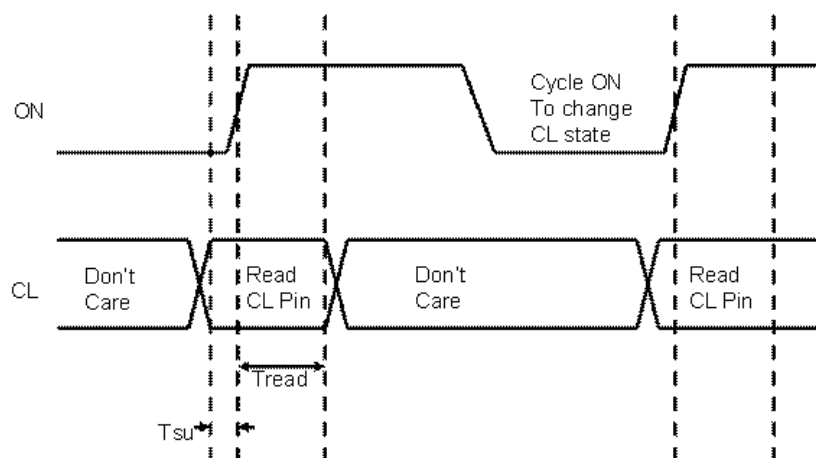 Cycle ON
To change
CL state
ON
Don't
Care
Read
CL Pin
Don't
Care
Read
CL Pin
CL
Tread
Tsu